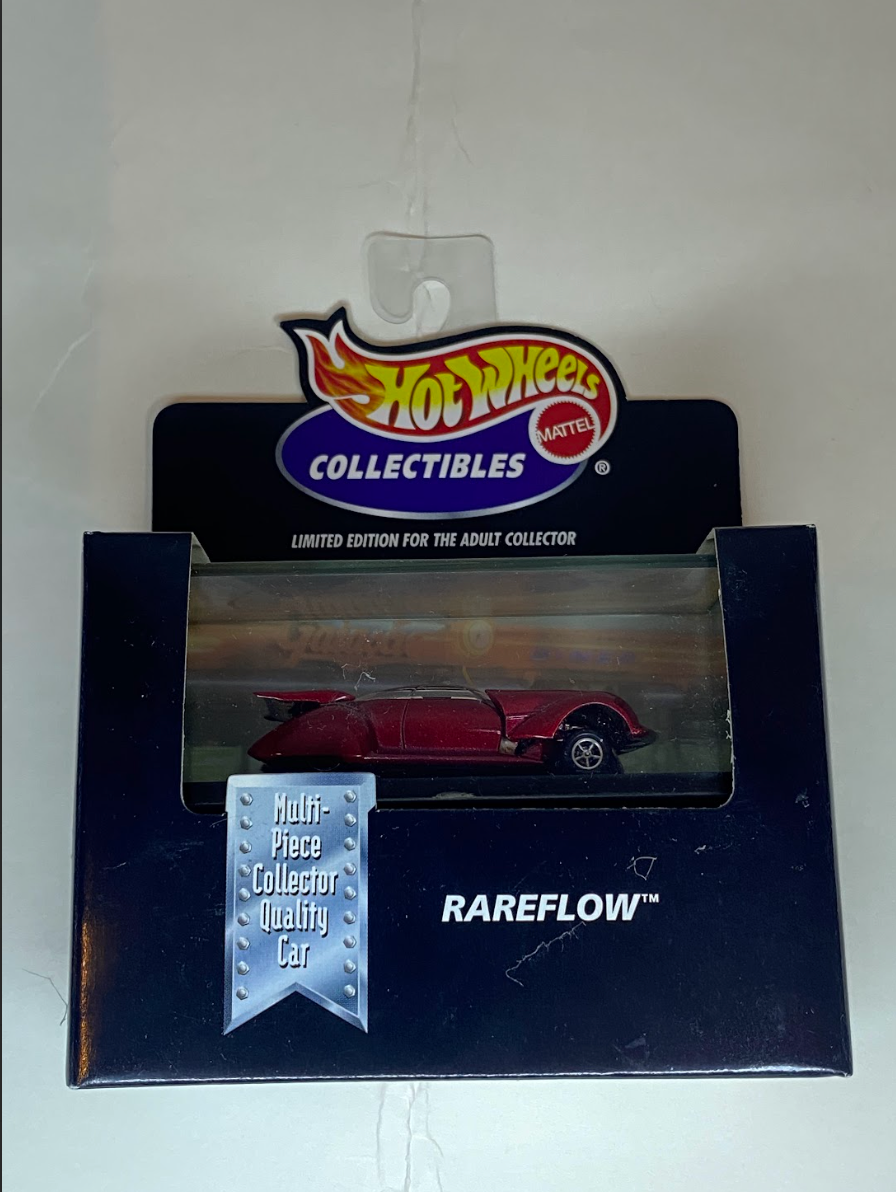 HOT WHEELS
MATTEL
COLLECTIBLES
®
LIMITED EDITION FOR THE ADULT COLLECTOR
Multi-
Piece
Collector
Quality
Car
RAREFLOW™